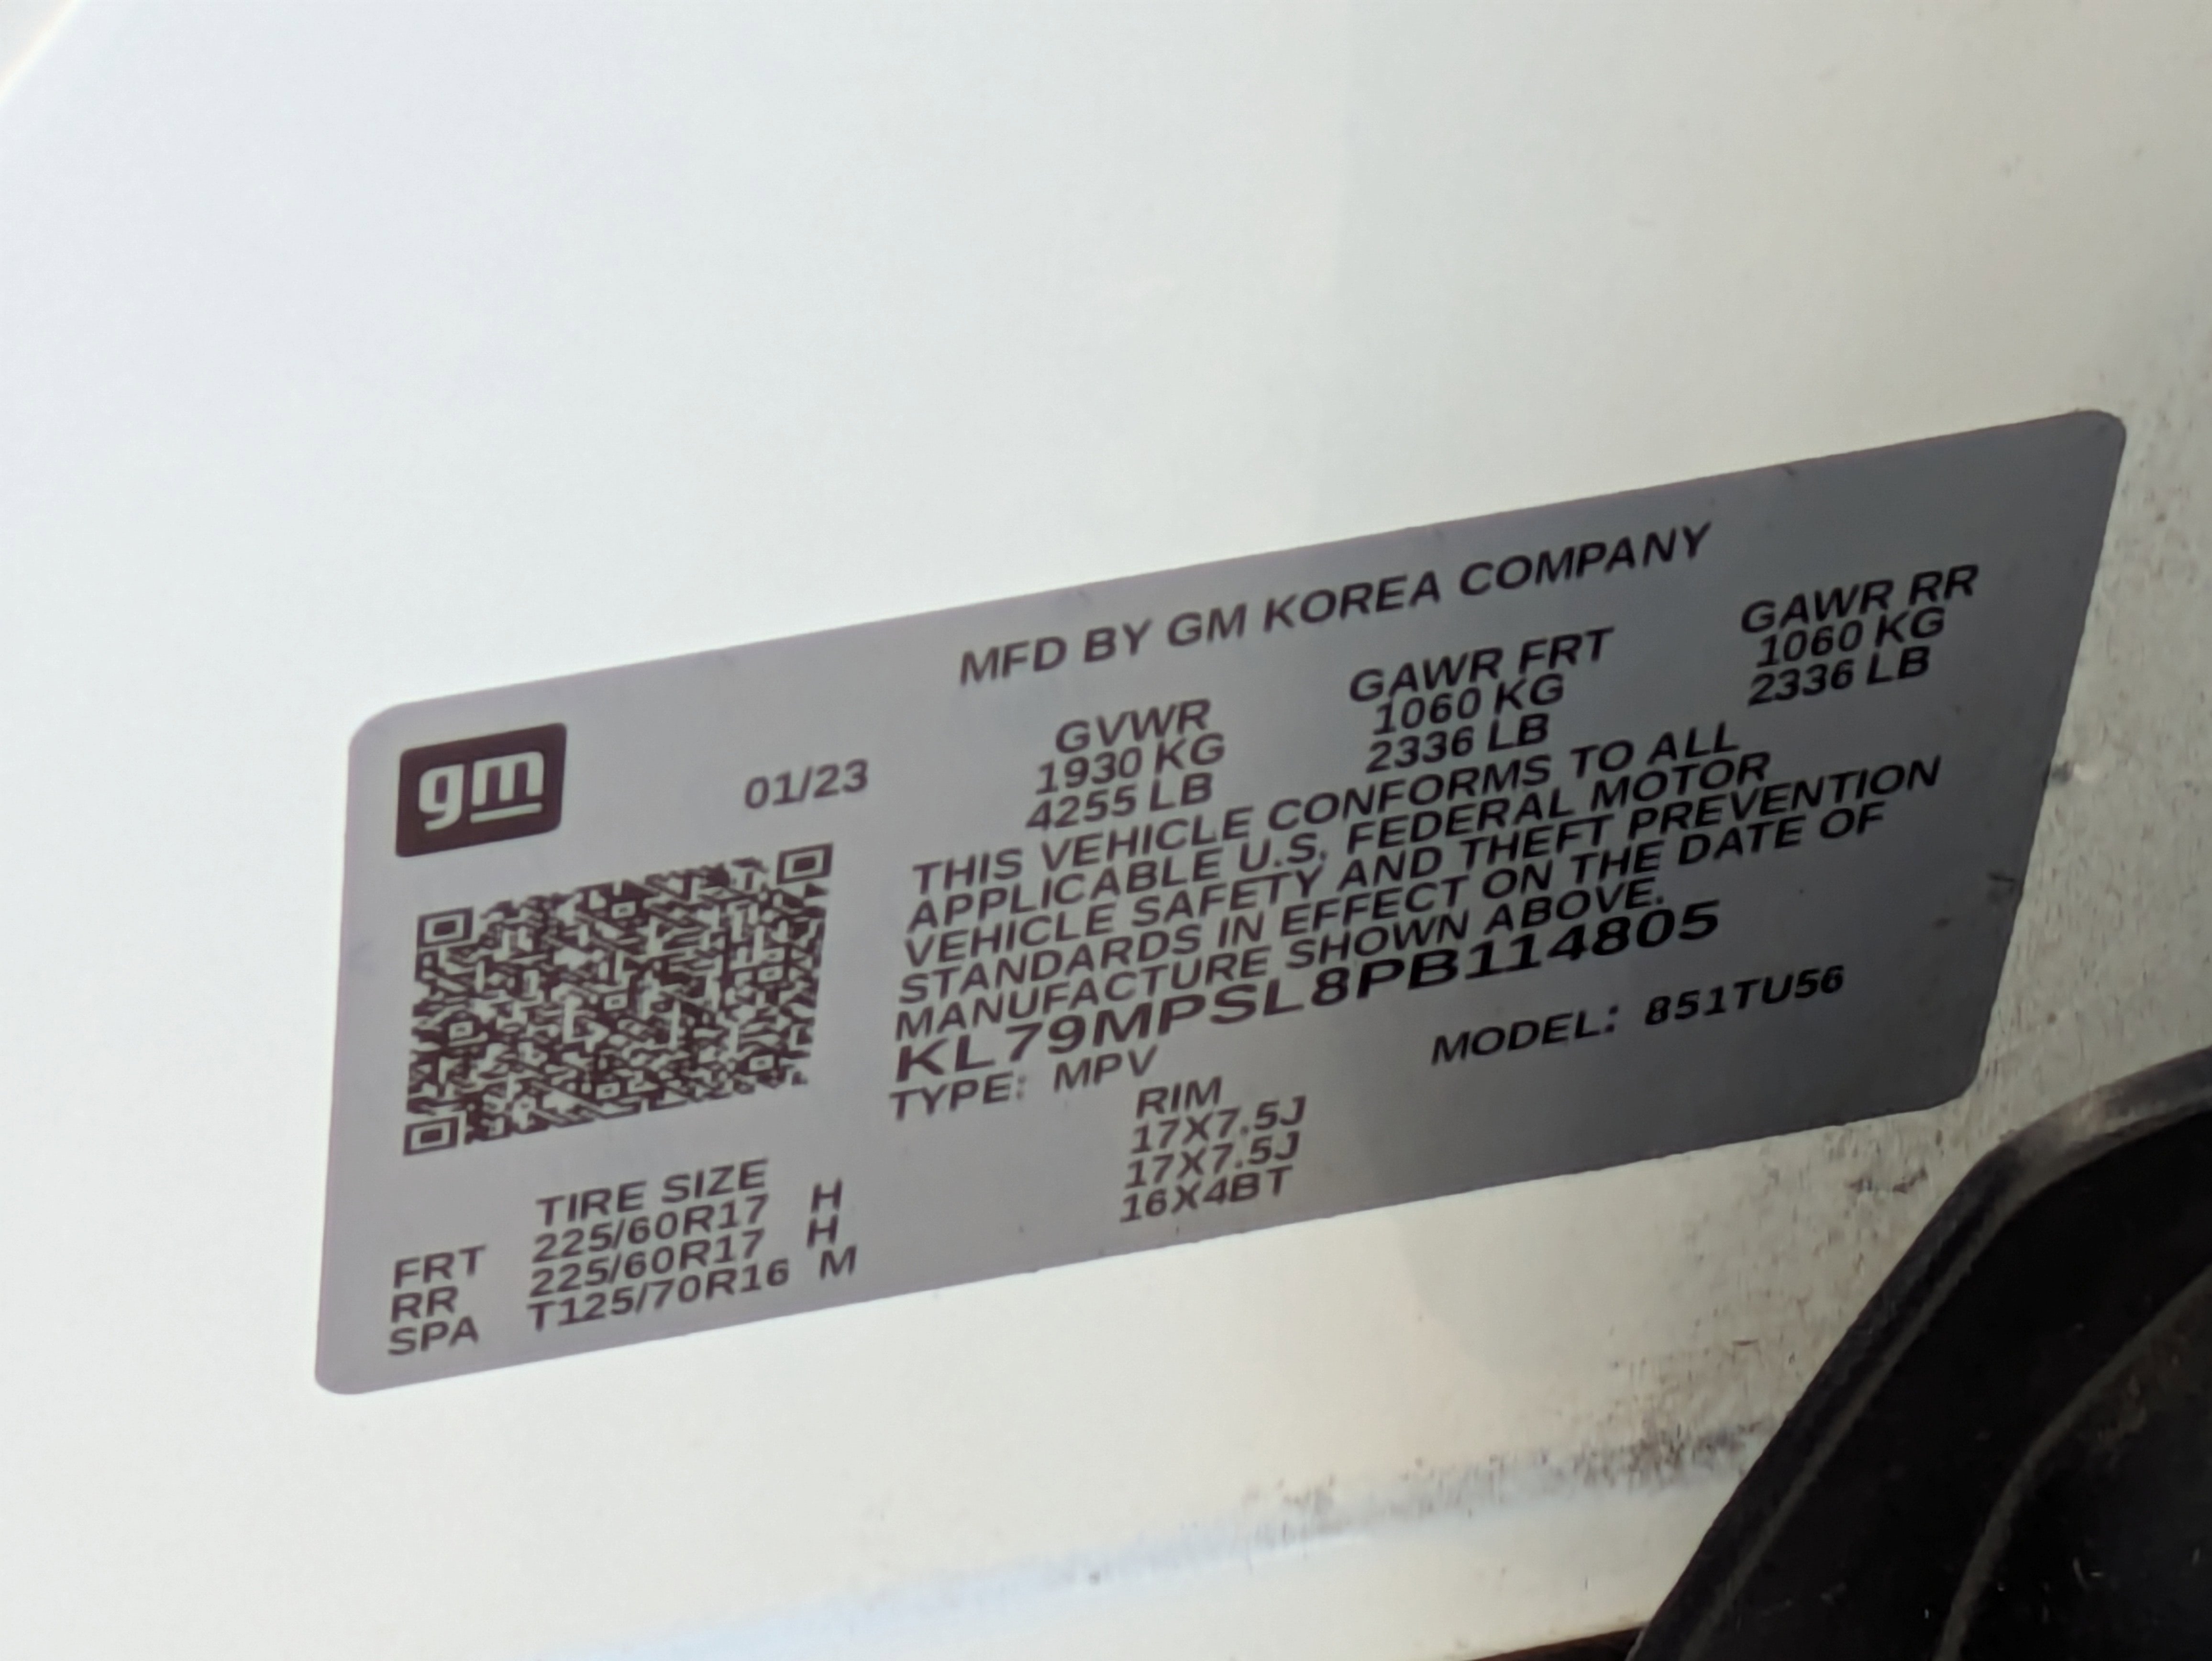 MFD BY GM KOREA COMPANY
gm
01/23
GVWR GAWR FRT GAWR RR
1930 KG 1060 KG 1060 KG
4255 LB 2336 LB 2336 LB
THIS VEHICLE CONFORMS TO ALL
APPLICABLE U.S. FEDERAL MOTOR
VEHICLE SAFETY AND THEFT PREVENTION
STANDARDS IN EFFECT ON THE DATE OF
MANUFACTURE SHOWN ABOVE.
KL79MPSL8PB114805
TYPE: MPV MODEL: 851TU56
TIRE SIZE RIM
FRT 225/60R17 H 17X7.5J
RR 225/60R17 H 17X7.5J
SPA T125/70R16 M 16X4BT